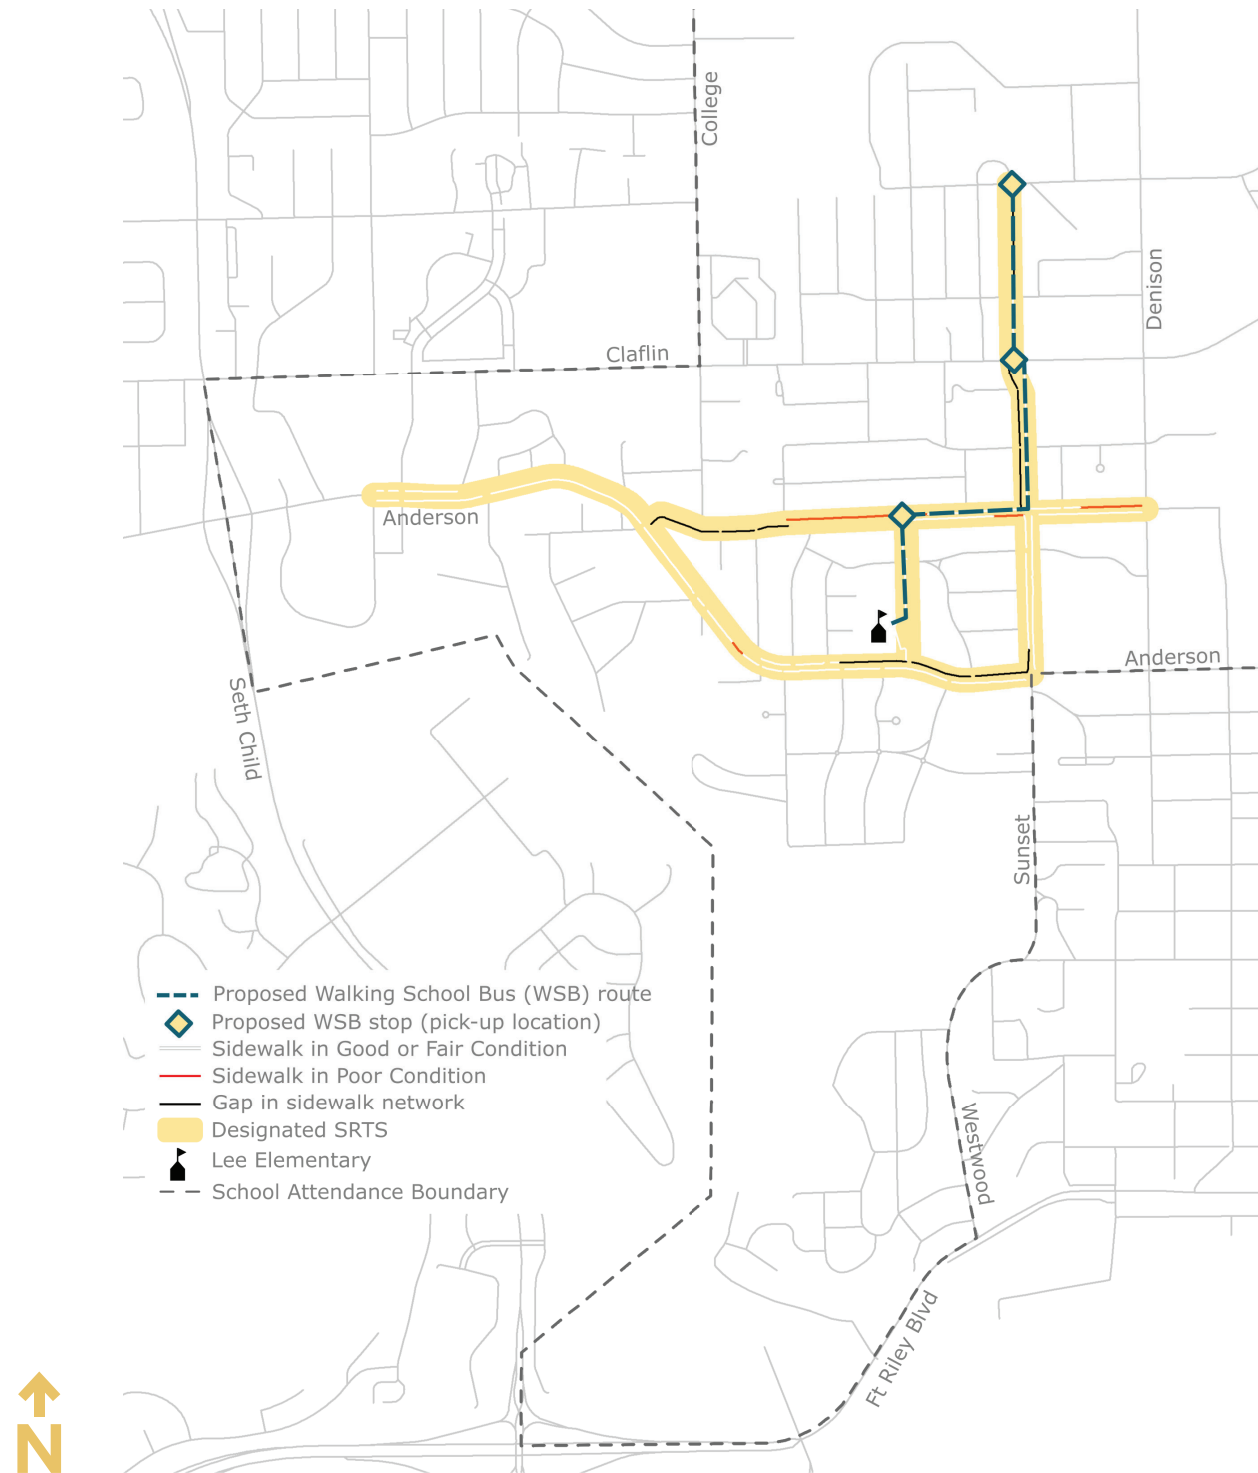 College
Denison
Claflin
Anderson
Anderson
Seth Child
Sunset
Proposed Walking School Bus (WSB) route
Proposed WSB stop (pick-up location)
Sidewalk in Good or Fair Condition
Sidewalk in Poor Condition
Gap in sidewalk network
Designated SRTS
Lee Elementary
School Attendance Boundary
Westwood
Ft Riley Blvd
N